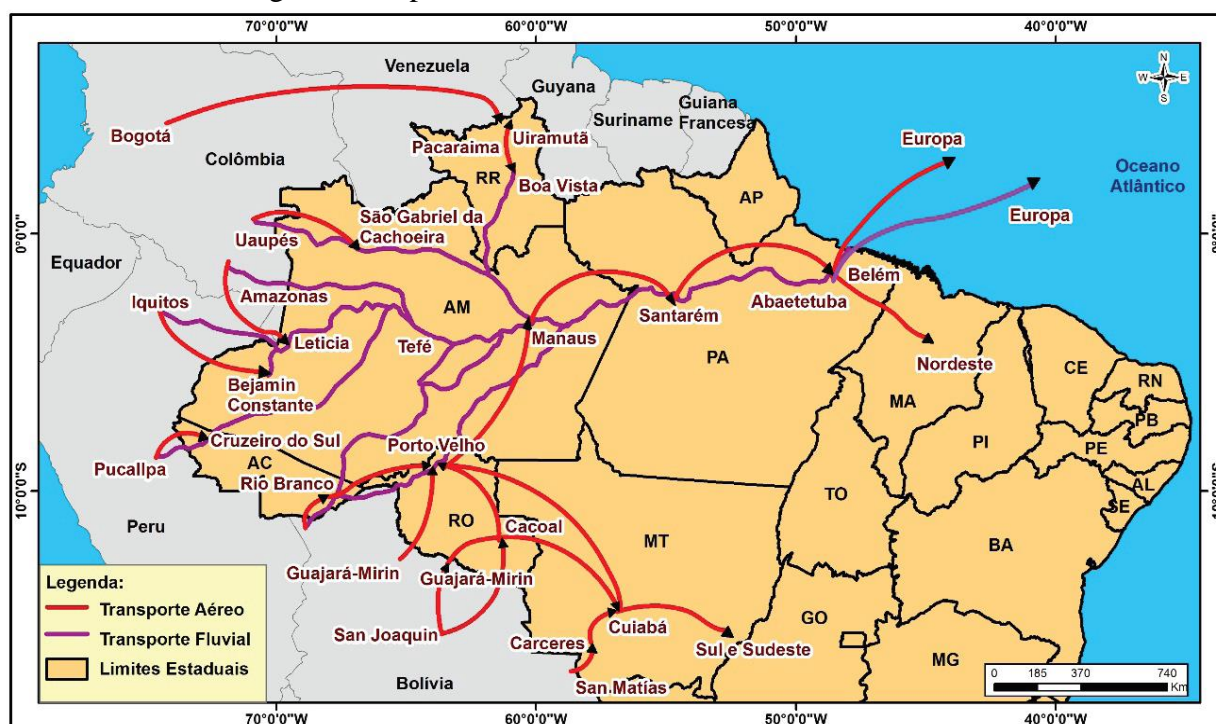 70°0'0"W 60°0'0"W 50°0'0"W 40°0'0"W
N
W E
S
Venezuela
Guyana
Suriname
Guiana
Francesa
Bogotá
Colômbia
Pacaraima
Uiramutã
RR
Boa Vista
AP
Europa
Oceano
Atlântico
Europa
São Gabriel da
Cachoeira
Uaupés
0°0'0"
0°0'0"
Equador
Iquitos
Amazonas
AM
Belém
Abaetetuba
Santarém
Manaus
Leticia
Tefé
PA
Nordeste
Bejamin
Constante
CE
RN
PB
MA
PI
PE
Cruzeiro do Sul
Porto Velho
Pucallpa
AC
Rio Branco
AL
SE
TO
10°0'0"S
10°0'0"S
Peru
RO
Cacoal
MT
BA
Guajará-Mirin
Guajará-Mirin
Legenda:
Transporte Aéreo
Transporte Fluvial
Limites Estaduais
San Joaquin
Cuiabá
GO
Carceres
Sul e Sudeste
MG
San Matías
Bolívia
0 185 370 740
Km
70°0'0"W 60°0'0"W 50°0'0"W 40°0'0"W